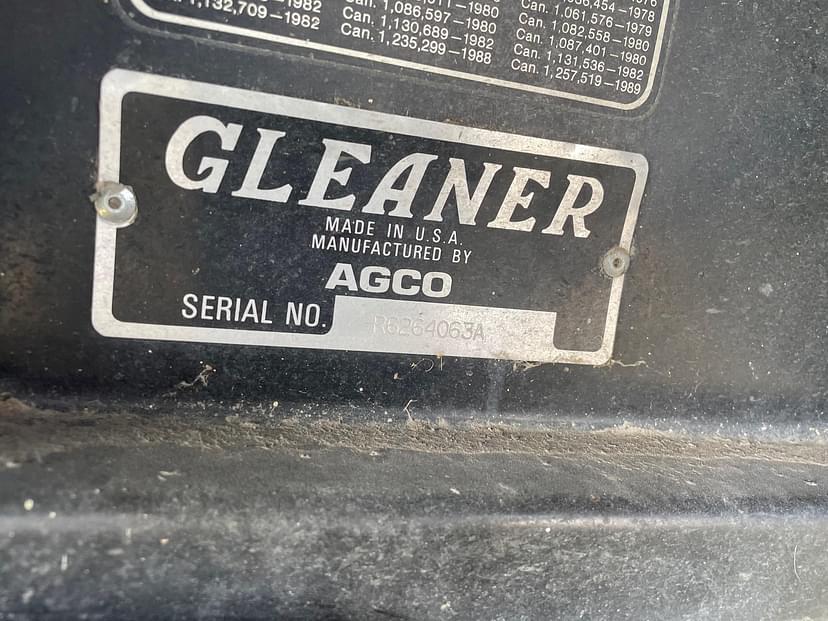 1,132,709–1982
1,086,597–1980
Can. 1,130,689–1982
Can. 1,235,299–1988
Can. 1,061,576–1979
Can. 1,082,558–1980
Can. 1,087,401–1980
Can. 1,131,536–1982
Can. 1,257,519–1989
GLEANER
MADE IN U.S.A.
MANUFACTURED BY
AGCO
SERIAL NO. R6264063A